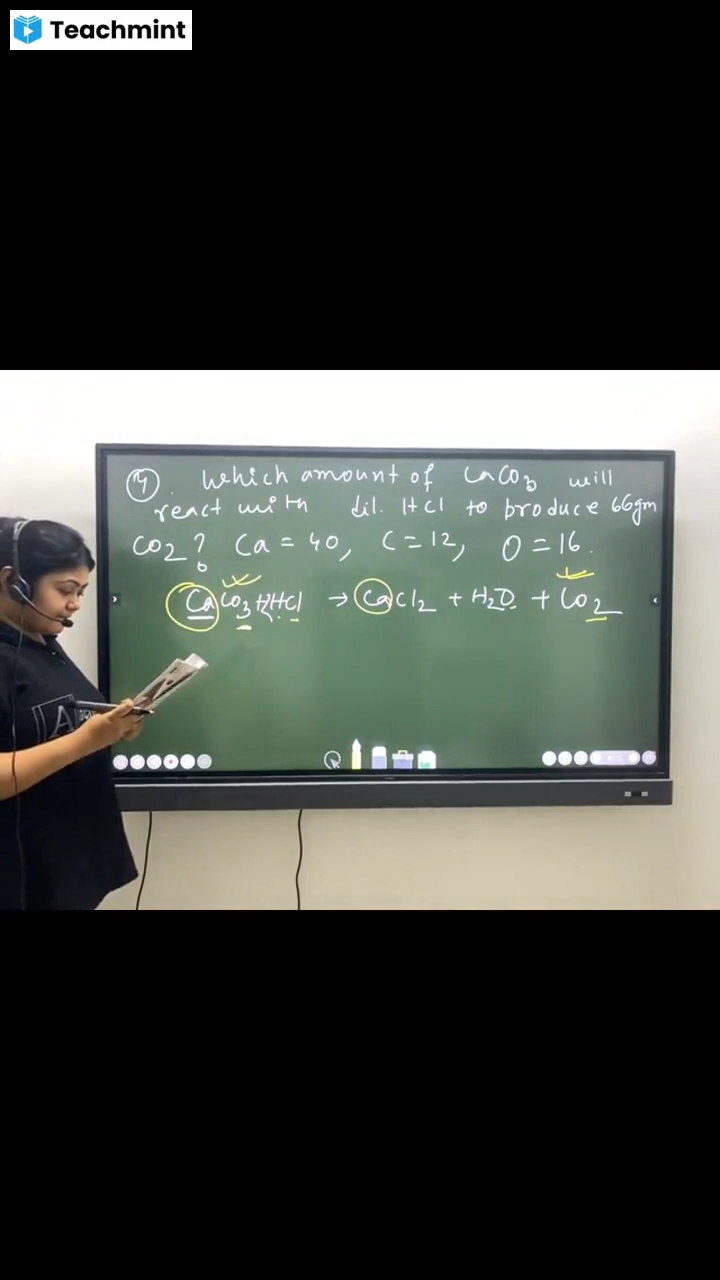 Teachmint
4 which amount of CaCO3 will
react with dil. HCl to produce 66gm
CO2? Ca = 40, C = 12, O = 16.
CaCO3+2HCl → CaCl2 + H2O + CO2